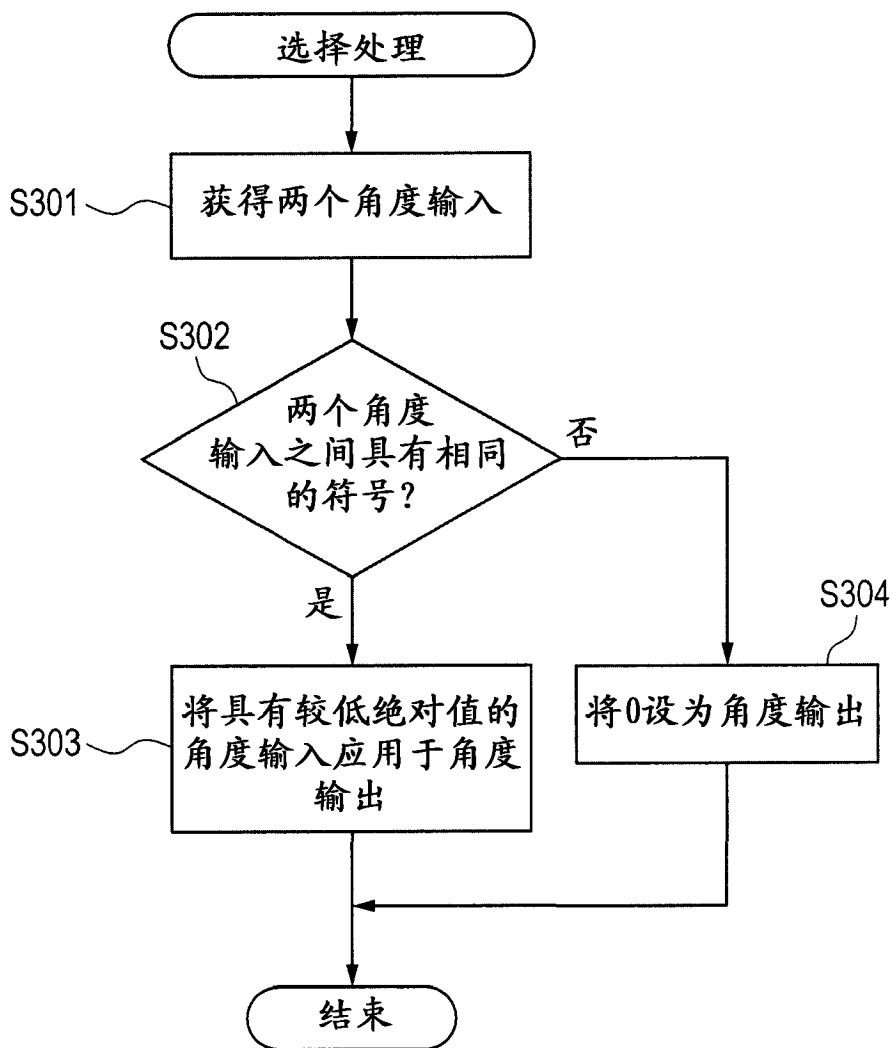 选择处理
S301
获得两个角度输入
S302
两个角度
输入之间具有相同
的符号?
否
是
S304
S303
将具有较低绝对值的
角度输入应用于角度
输出
将0设为角度输出
结束